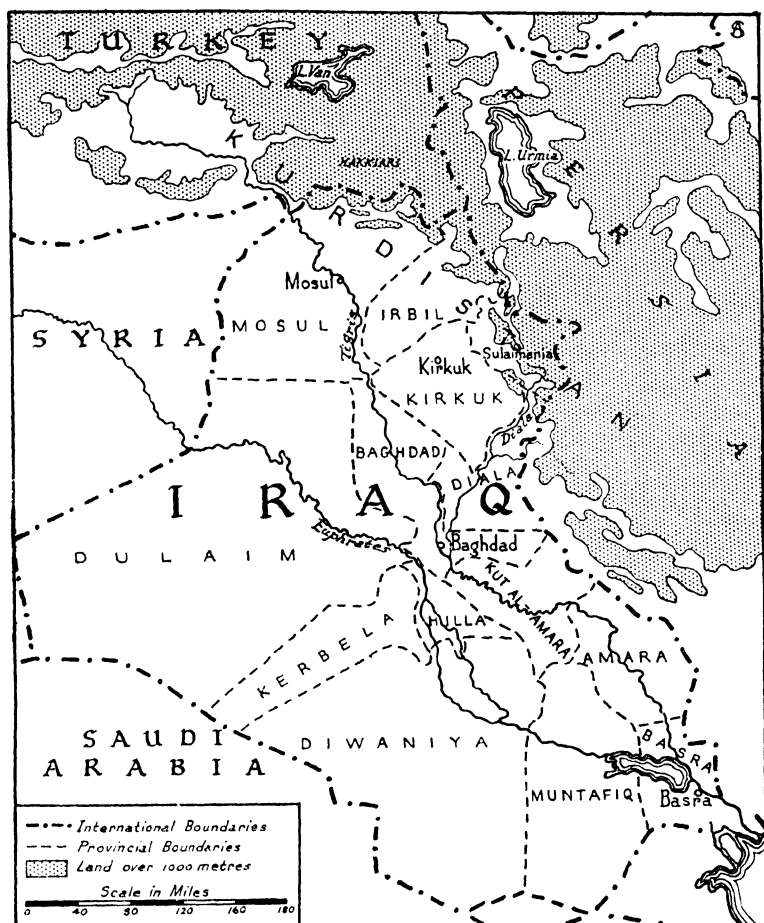 TURKEY
L.Van
8
KURDISTAN
HAKKIARI
L.Urmia
PERSIA
Mosul
MOSUL
Tigris
IRBIL
SYRIA
Sulaimania
Kirkuk
KIRKUK
Diala
BAGHDAD
DIALA
IRAQ
Euphrates
Baghdad
DULAIM
KUT AL AMARA
HILLA
KERBELA
AMARA
SAUDI
ARABIA
DIWANIYA
BASRA
MUNTAFIQ
Basra
International Boundaries
Provincial Boundaries
Land over 1000 metres
Scale in Miles
0 40 80 120 160 180